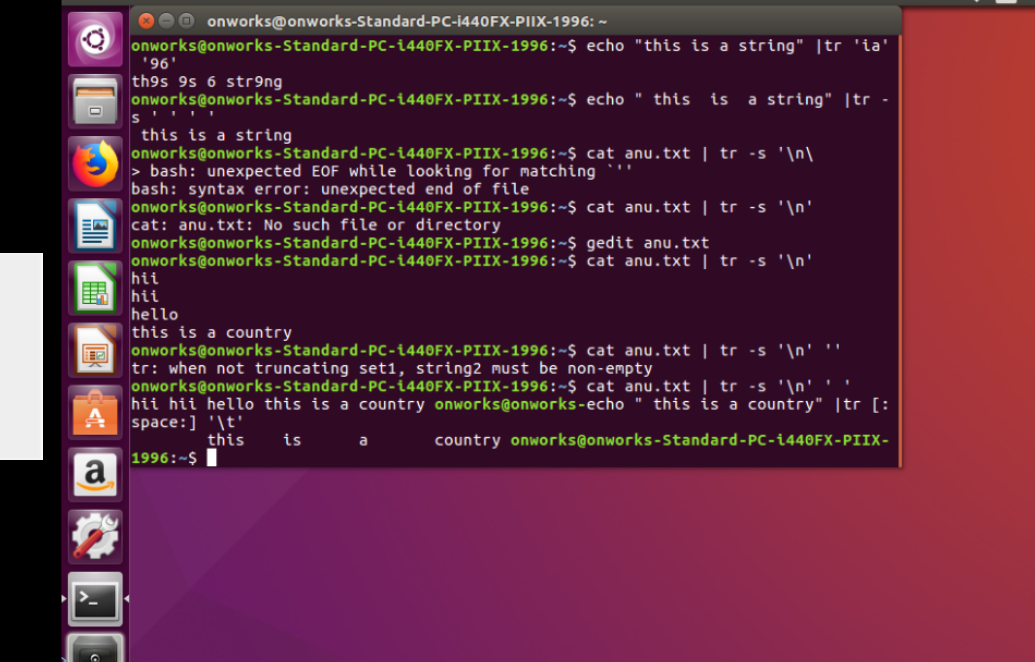 onworks@onworks-Standard-PC-i440FX-PIIX-1996: ~
onworks@onworks-Standard-PC-i440FX-PIIX-1996:~$ echo "this is a string" |tr 'ia'
 '96'
th9s 9s 6 str9ng
onworks@onworks-Standard-PC-i440FX-PIIX-1996:~$ echo " this  is  a string" |tr -
s ' ' ' '
 this is a string
onworks@onworks-Standard-PC-i440FX-PIIX-1996:~$ cat anu.txt | tr -s '\n\
> bash: unexpected EOF while looking for matching `''
bash: syntax error: unexpected end of file
onworks@onworks-Standard-PC-i440FX-PIIX-1996:~$ cat anu.txt | tr -s '\n'
cat: anu.txt: No such file or directory
onworks@onworks-Standard-PC-i440FX-PIIX-1996:~$ gedit anu.txt
onworks@onworks-Standard-PC-i440FX-PIIX-1996:~$ cat anu.txt | tr -s '\n'
hii
hii
hello
this is a country
onworks@onworks-Standard-PC-i440FX-PIIX-1996:~$ cat anu.txt | tr -s '\n' ''
tr: when not truncating set1, string2 must be non-empty
onworks@onworks-Standard-PC-i440FX-PIIX-1996:~$ cat anu.txt | tr -s '\n' ' '
hii hii hello this is a country onworks@onworks-echo " this is a country" |tr [:
space:] '\t'
        this    is      a       country onworks@onworks-Standard-PC-i440FX-PIIX-
1996:~$